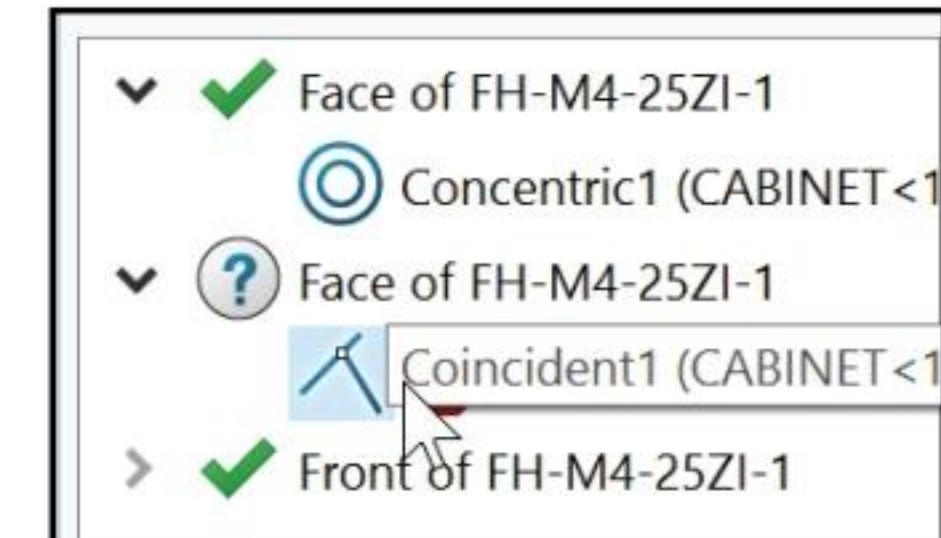 Face of FH-M4-25ZI-1
Concentric1 (CABINET<1
?
Face of FH-M4-25ZI-1
Coincident1 (CABINET<1
Front of FH-M4-25ZI-1